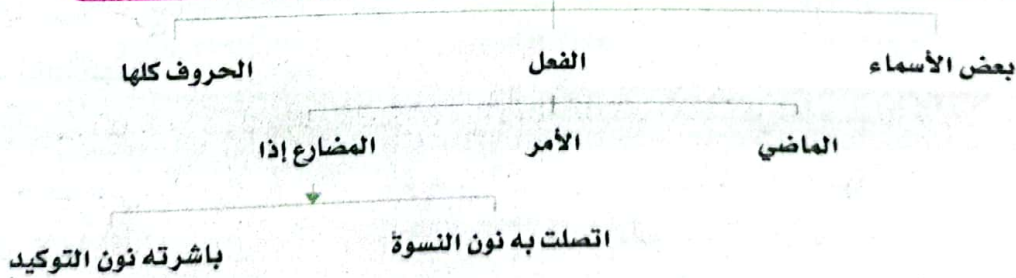 بعض الأسماء الفعل الحروف كلها
الماضي الأمر المضارع إذا
اتصلت به نون النسوة باشرته نون التوكيد